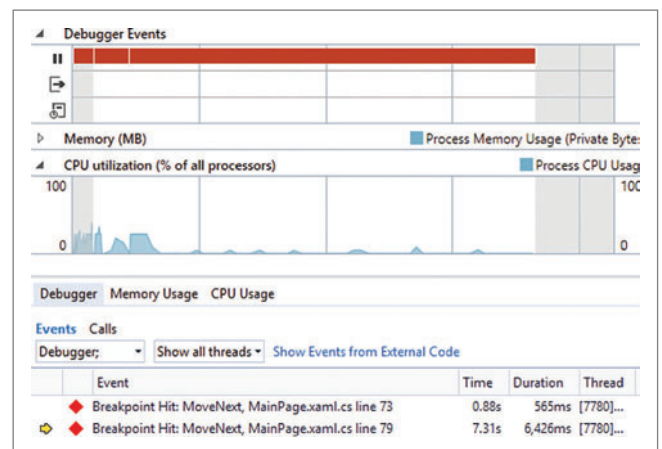 Debugger Events
Memory (MB) Process Memory Usage (Private Byte
CPU utilization (% of all processors) Process CPU Usag
100 100
0 0
Debugger Memory Usage CPU Usage
Events Calls
Debugger; Show all threads Show Events from External Code
Event Time Duration Thread
Breakpoint Hit: MoveNext, MainPage.xaml.cs line 73 0.88s 565ms [7780]...
Breakpoint Hit: MoveNext, MainPage.xaml.cs line 79 7.31s 6,426ms [7780]...